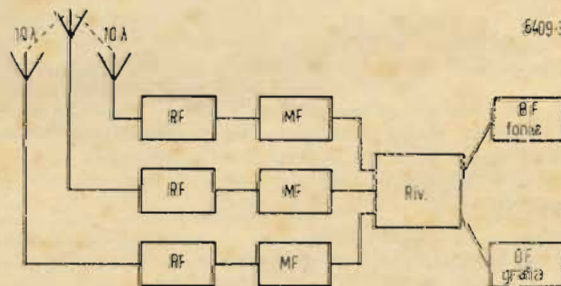 10 λ
10 λ
6409-3
RF
MF
BF
fonia
RF
MF
Riv.
RF
MF
BF
grafia